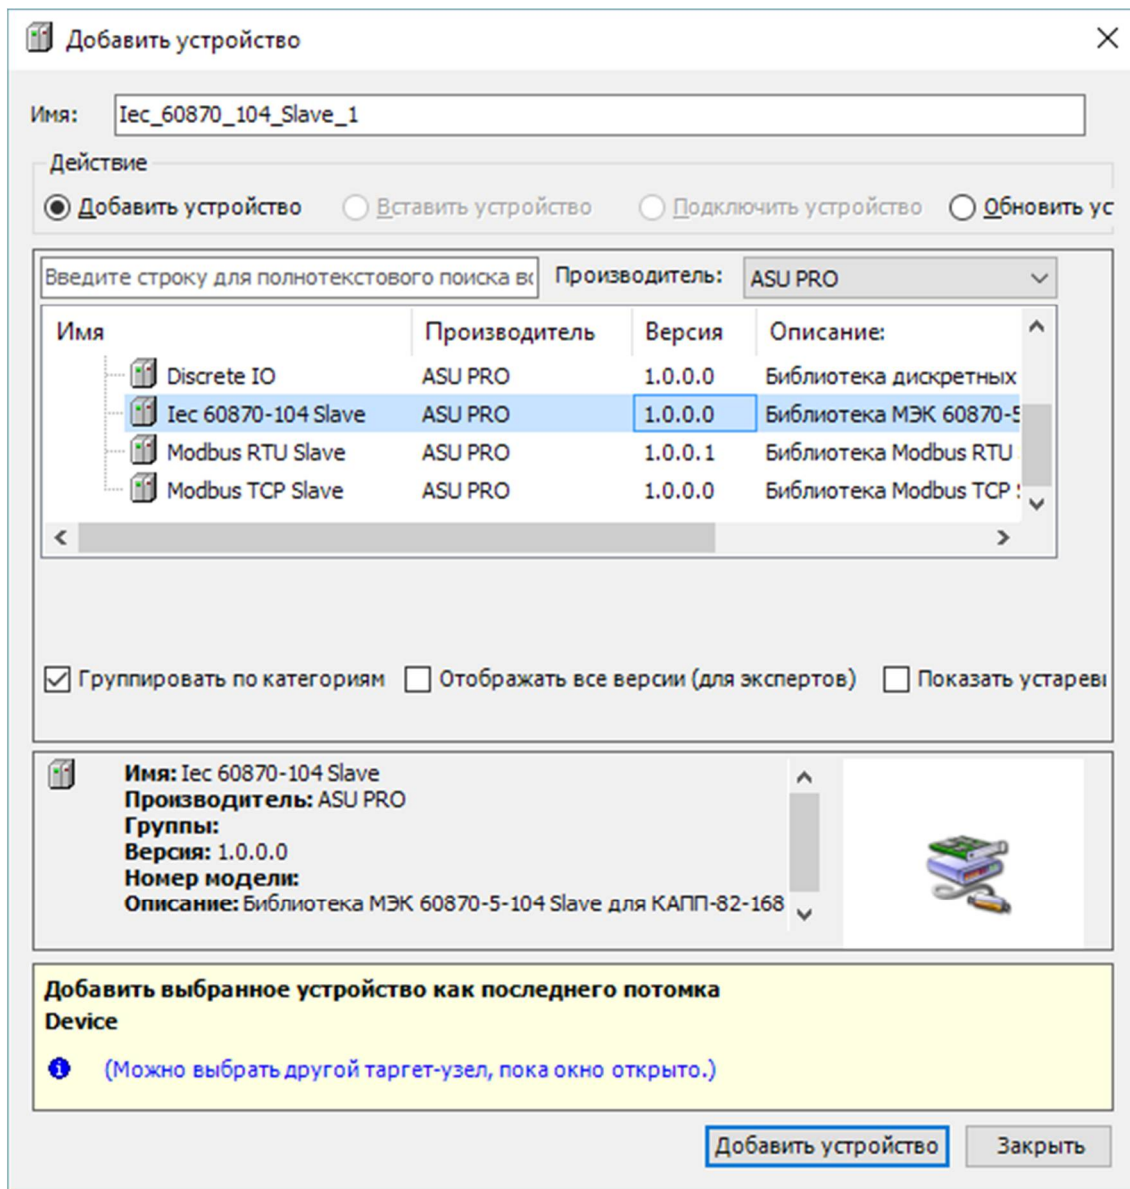 Добавить устройство
Имя: Iec_60870_104_Slave_1
Действие
Добавить устройство Вставить устройство Подключить устройство Обновить ус
Введите строку для полнотекстового поиска вс Производитель: ASU PRO
Имя Производитель Версия Описание:
Discrete IO ASU PRO 1.0.0.0 Библиотека дискретных
Iec 60870-104 Slave ASU PRO 1.0.0.0 Библиотека МЭК 60870-5
Modbus RTU Slave ASU PRO 1.0.0.1 Библиотека Modbus RTU
Modbus TCP Slave ASU PRO 1.0.0.0 Библиотека Modbus TCP
Группировать по категориям Отображать все версии (для экспертов) Показать устарев
Имя: Iec 60870-104 Slave
Производитель: ASU PRO
Группы:
Версия: 1.0.0.0
Номер модели:
Описание: Библиотека МЭК 60870-5-104 Slave для КАПП-82-168
Добавить выбранное устройство как последнего потомка
Device
(Можно выбрать другой таргет-узел, пока окно открыто.)
Добавить устройство Закрыть